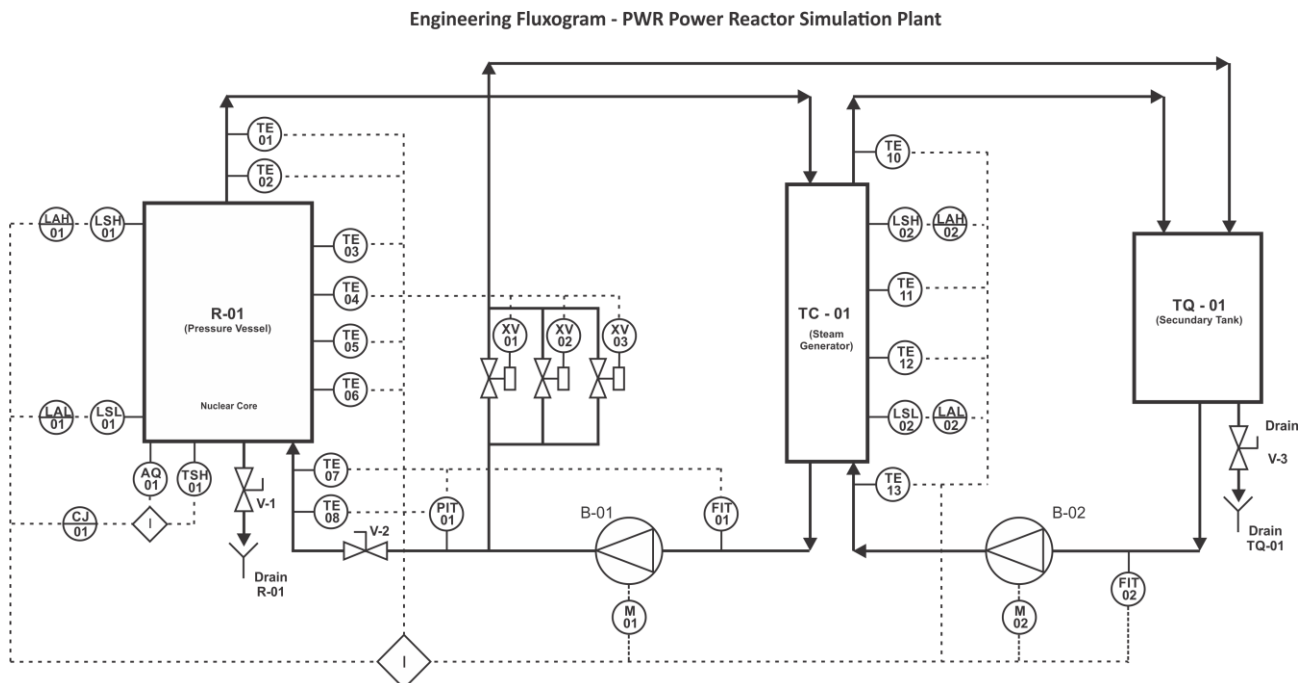 Engineering Fluxogram - PWR Power Reactor Simulation Plant
TE
01
TE
02
TE
10
LAH
01
LSH
01
LSH
02
LAH
02
TE
03
TE
04
TE
11
R-01
(Pressure Vessel)
TC - 01
(Steam
Generator)
TQ - 01
(Secundary Tank)
XV
01
XV
02
XV
03
TE
05
TE
12
TE
06
Nuclear Core
LAL
01
LSL
01
LSL
02
LAL
02
Drain
V-3
AQ
01
TSH
01
V-1
TE
07
TE
08
TE
13
PIT
01
FIT
01
V-2
B-01
B-02
CJ
01
I
Drain
R-01
Drain
TQ-01
FIT
02
M
01
M
02
I